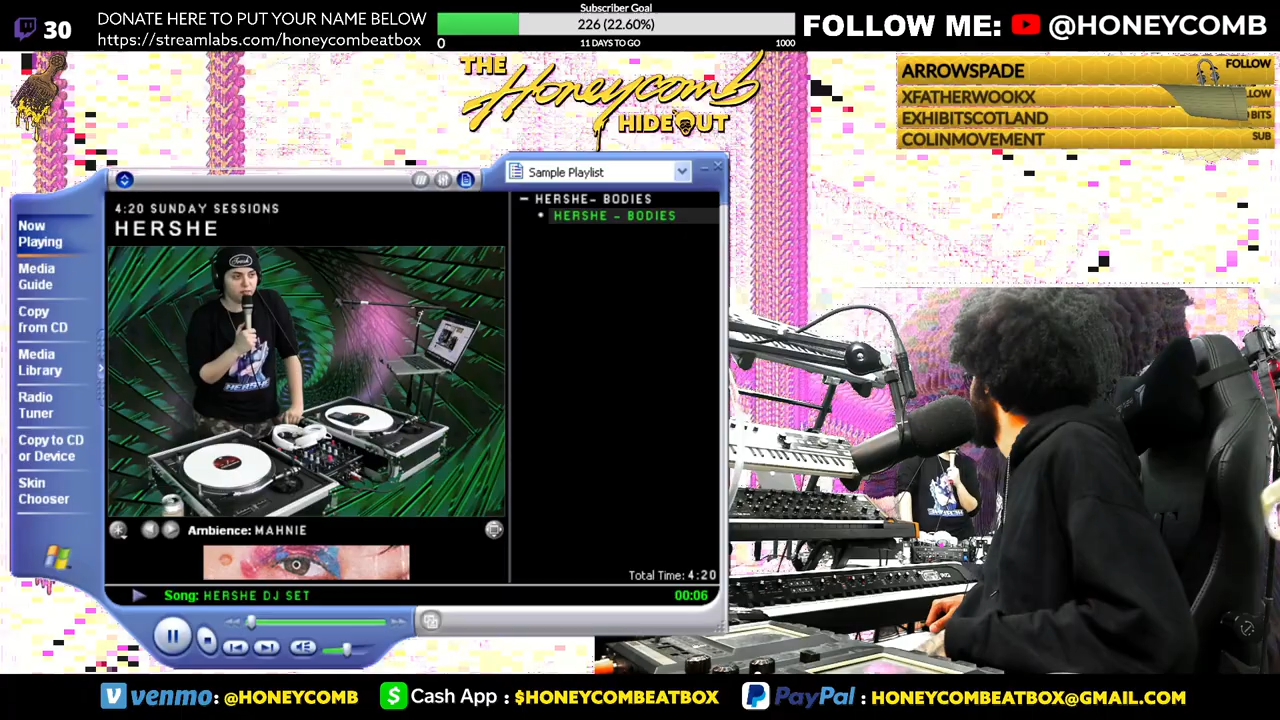 30
DONATE HERE TO PUT YOUR NAME BELOW
https://streamlabs.com/honeycombeatbox
Subscriber Goal
226 (22.60%)
0
11 DAYS TO GO
1000
FOLLOW ME: @HONEYCOMB
THE
Honeycomb
HIDEOUT
ARROWSPADE FOLLOW
XFATHERWOOKX LOW
EXHIBITSCOTLAND BITS
COLINMOVEMENT SUB
Sample Playlist
HERSHE- BODIES
HERSHE - BODIES
4:20 SUNDAY SESSIONS
HERSHE
Now
Playing
Media
Guide
Copy
from CD
Media
Library
Radio
Tuner
Copy to CD
or Device
Skin
Chooser
HERSHE
Ambience: MAHNIE
Total Time: 4:20
Song: HERSHE DJ SET
00:06
venmo: @HONEYCOMB
Cash App : $HONEYCOMBEATBOX
PayPal : HONEYCOMBEATBOX@GMAIL.COM